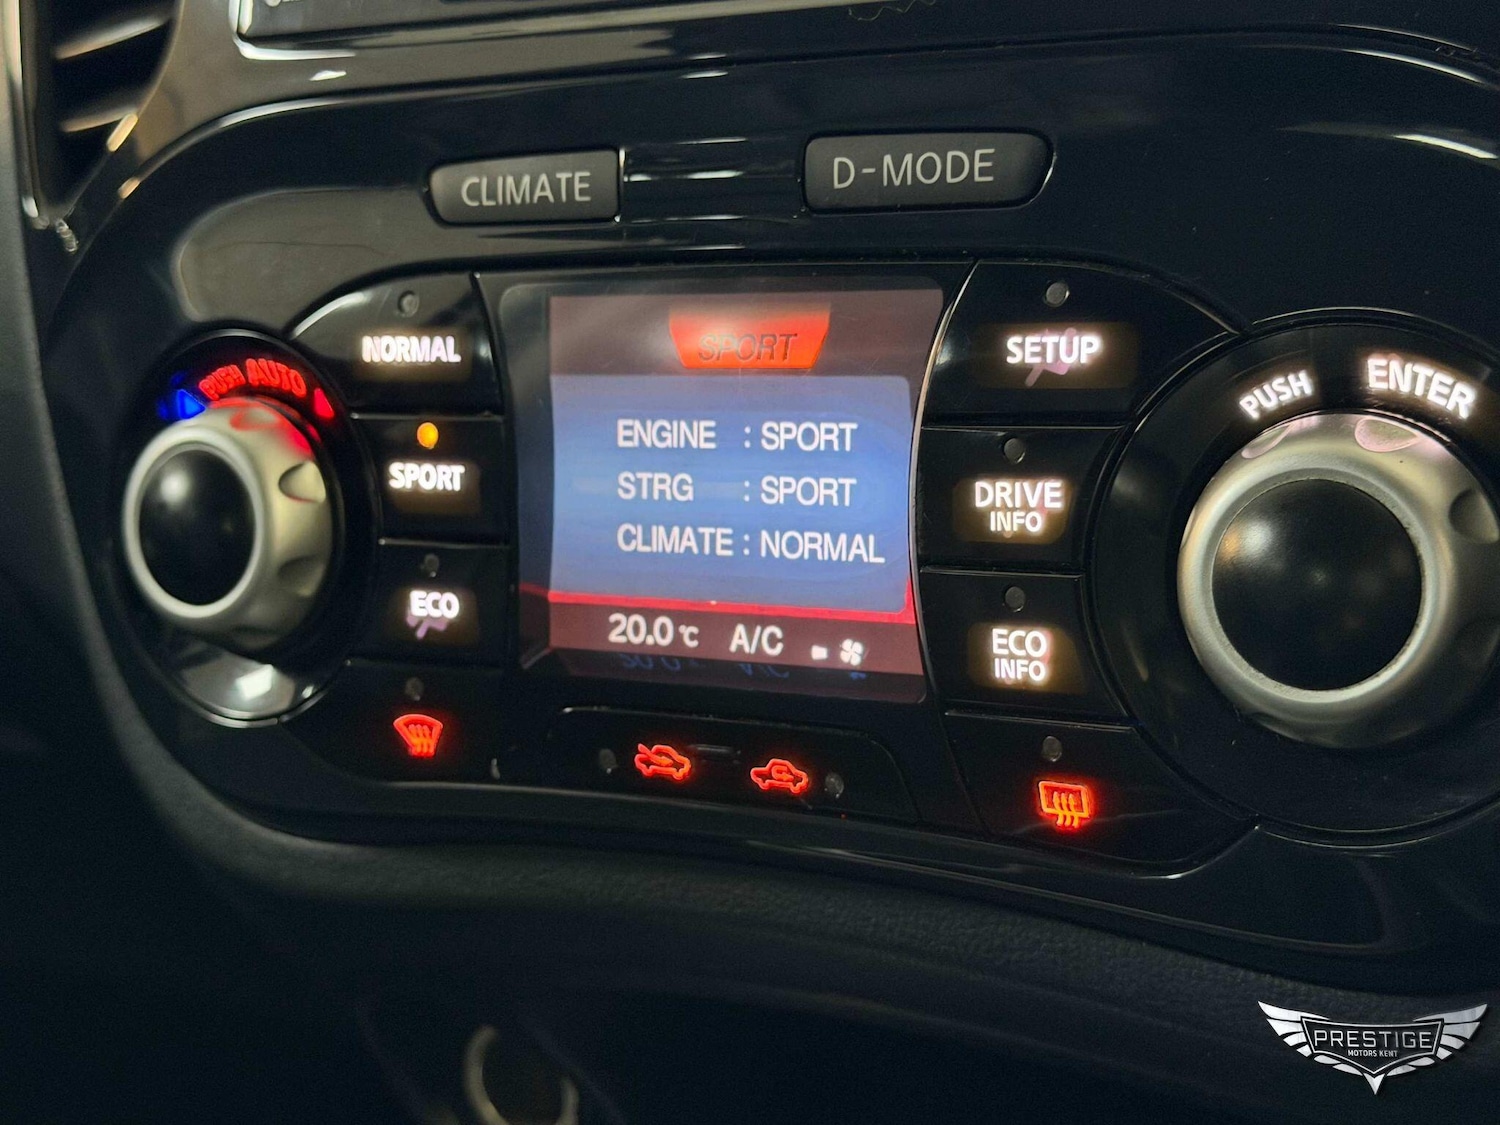 CLIMATE
D-MODE
PUSH AUTO
NORMAL
SPORT
ECO
SPORT
ENGINE : SPORT
STRG : SPORT
CLIMATE : NORMAL
20.0 °C A/C
SETUP
DRIVE
INFO
ECO
INFO
PUSH ENTER
PRESTIGE
MOTORS KENT